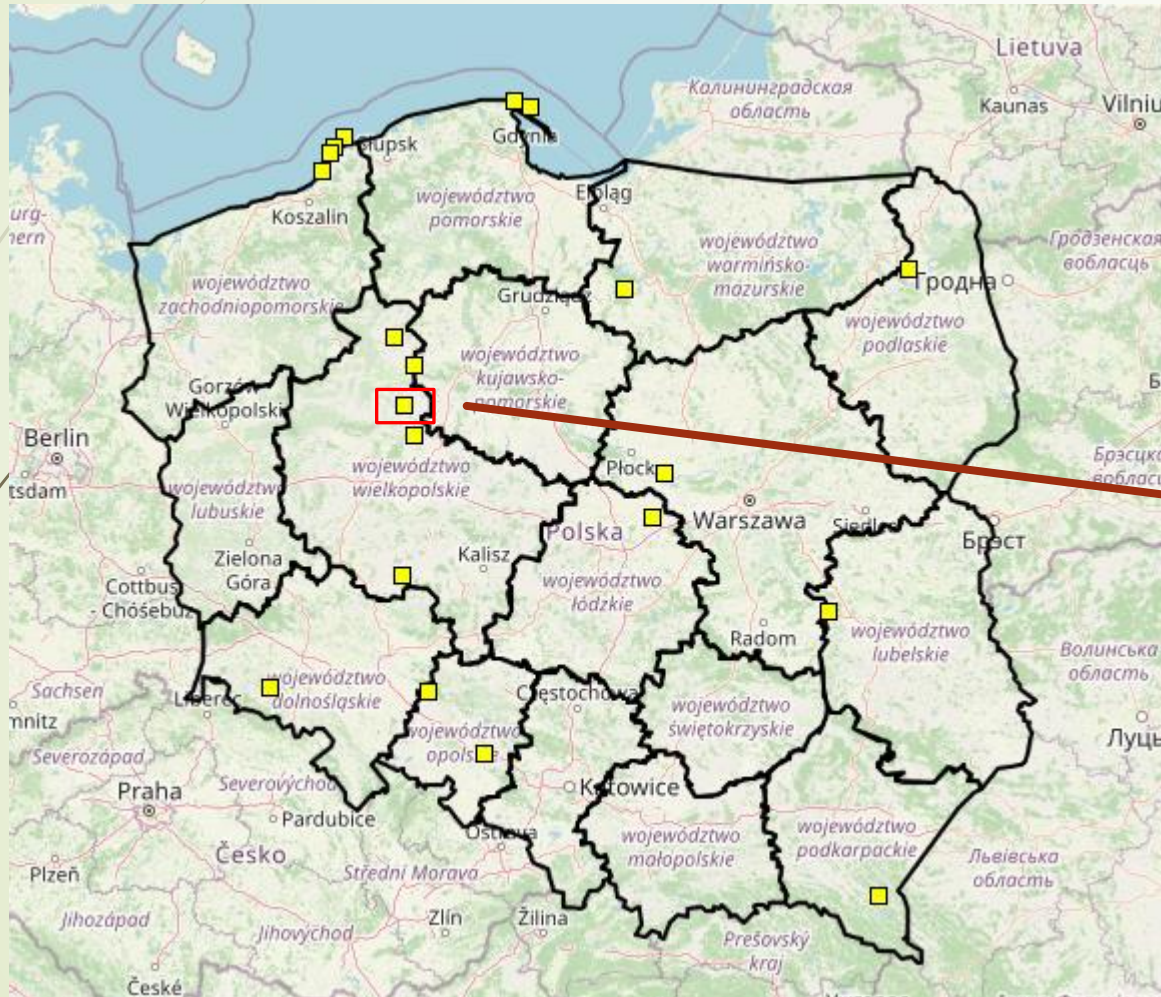 Lietuva
Калининградская
область
Kaunas
Vilniu
Słupsk
Gdynia
województwo
pomorskie
Elbląg
Koszalin
urg-
nern
województwo
warmińsko-
mazurskie
Гродзенская
вобласць
Гродна
województwo
zachodniopomorskie
Grudziądz
województwo
podlaskie
województwo
kujawsko-
pomorskie
Gorzów
Wielkopolski
Б
Berlin
tsdam
Płock
Брэсцка
вобласц
województwo
wielkopolskie
województwo
lubuskie
Warszawa
Siedlce
Polska
Брэст
Zielona
Góra
Kalisz
Cottbus
- Chóśebuz
województwo
łódzkie
Radom
województwo
lubelskie
Волинська
область
Sachsen
mnitz
Liberec
województwo
dolnośląskie
Częstochowa
województwo
świętokrzyskie
województwo
opolskie
Луць
Severozápad
Severovýchod
Katowice
Praha
Pardubice
Ostrava
województwo
małopolskie
województwo
podkarpackie
Львівська
область
Česko
Střední Morava
Plzeň
Jihozápad
Jihovýchod
Zlín
Žilina
Prešovský
kraj
České